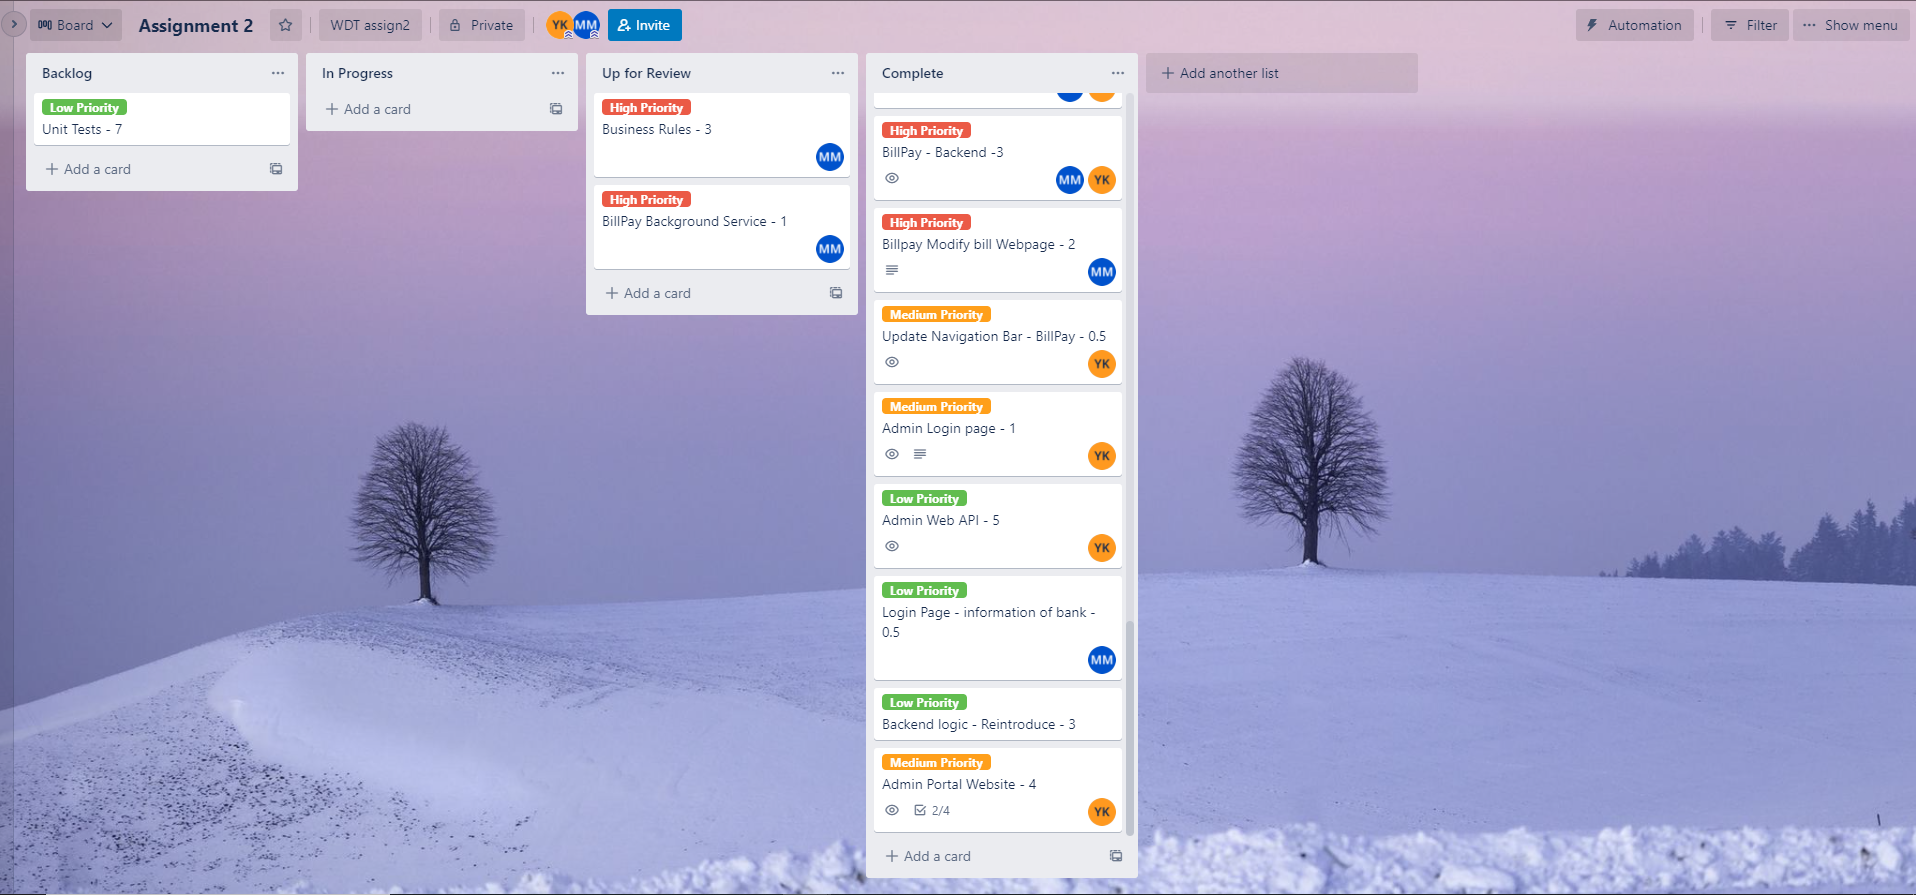 Board
Assignment 2
WDT assign2
Private
YK
MM
Invite
Automation
Filter
Show menu
Backlog
Low Priority
Unit Tests - 7
Add a card
In Progress
Add a card
Up for Review
High Priority
Business Rules - 3
MM
High Priority
BillPay Background Service - 1
MM
Add a card
Complete
High Priority
BillPay - Backend -3
MM YK
High Priority
Billpay Modify bill Webpage - 2
MM
Medium Priority
Update Navigation Bar - BillPay - 0.5
YK
Medium Priority
Admin Login page - 1
YK
Low Priority
Admin Web API - 5
YK
Low Priority
Login Page - information of bank -
0.5
MM
Low Priority
Backend logic - Reintroduce - 3
Medium Priority
Admin Portal Website - 4
2/4
YK
Add a card
Add another list